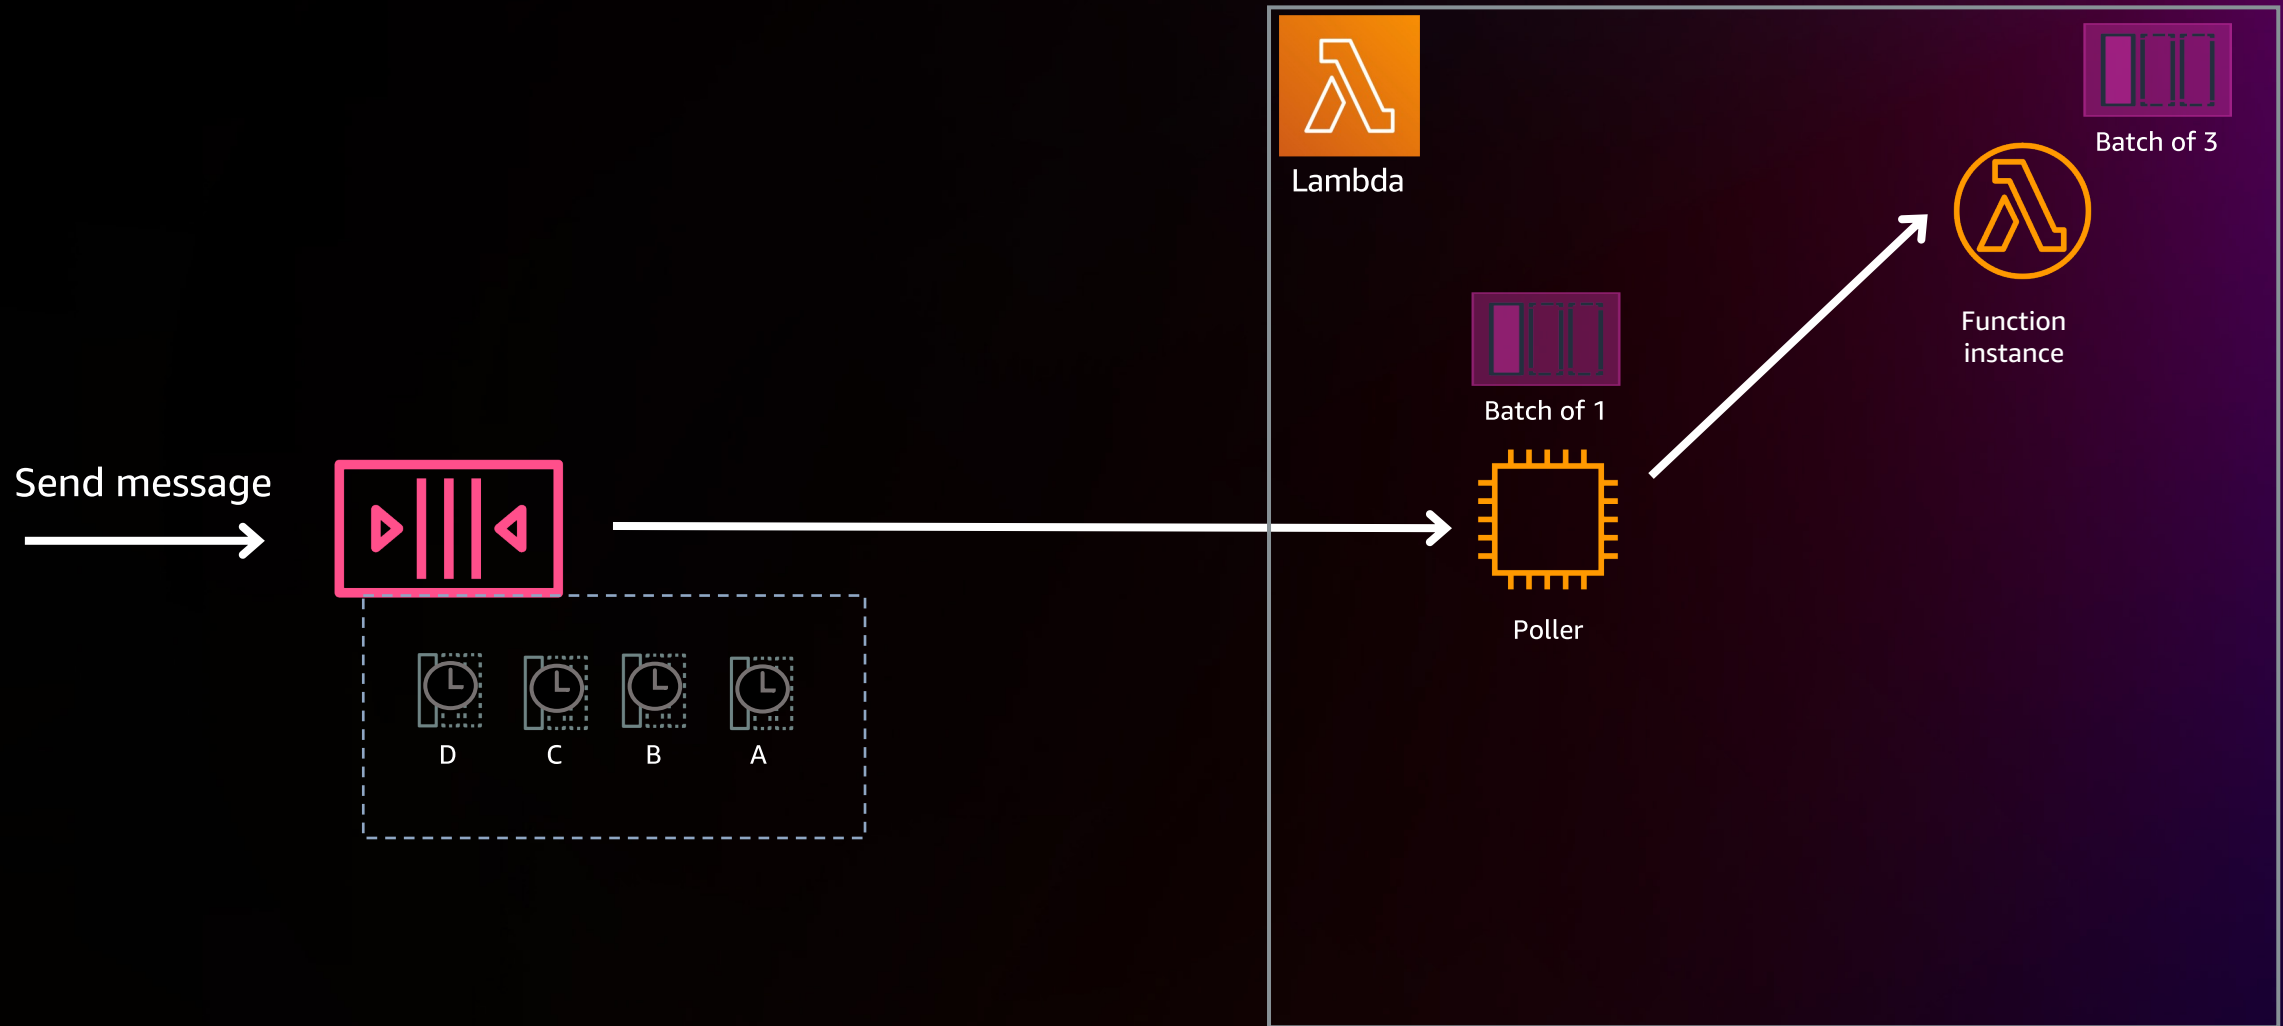 Lambda
Batch of 3
Function
instance
Batch of 1
Send message
Poller
D
C
B
A